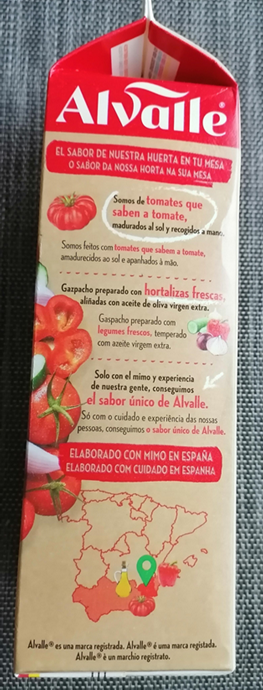 Alvalle®
EL SABOR DE NUESTRA HUERTA EN TU MESA
O SABOR DA NOSSA HORTA NA SUA MESA
Somos de tomates que
saben a tomate,
madurados al sol y recogidos a mano.
Somos feitos com tomates que sabem a tomate,
amadurecidos ao sol e apanhados à mão.
Gazpacho preparado con hortalizas frescas,
aliñadas con aceite de oliva virgen extra.
Gaspacho preparado com
legumes frescos, temperado
com azeite virgem extra.
Solo con el mimo y experiencia
de nuestra gente, conseguimos
el sabor único de Alvalle.
Só com o cuidado e experiência das nossas
pessoas, conseguimos o sabor único de Alvalle.
ELABORADO CON MIMO EN ESPAÑA
ELABORADO COM CUIDADO EM ESPANHA
Alvalle® es una marca registrada. Alvalle® é uma marca registada.
Alvalle® è un marchio registrato.